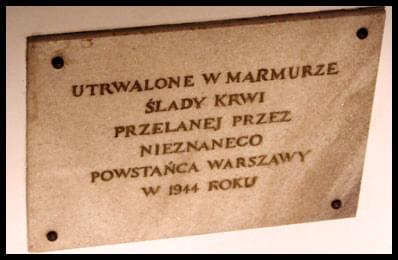 UTRWALONE W MARMURZE
ŚLADY KRWI
PRZELANEJ PRZEZ
NIEZNANEGO
POWSTAŃCA WARSZAWY
W 1944 ROKU